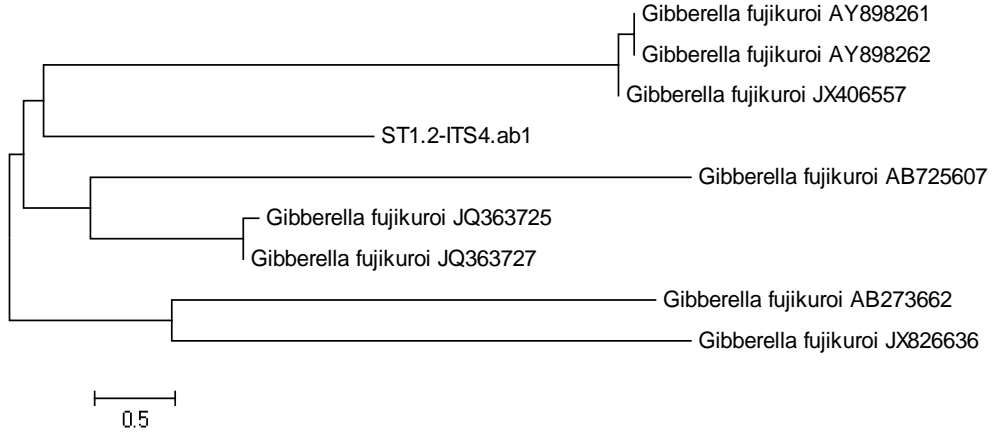 Gibberella fujikuroi AY898261
Gibberella fujikuroi AY898262
Gibberella fujikuroi JX406557
ST1.2-ITS4.ab1
Gibberella fujikuroi AB725607
Gibberella fujikuroi JQ363725
Gibberella fujikuroi JQ363727
Gibberella fujikuroi AB273662
Gibberella fujikuroi JX826636
0.5